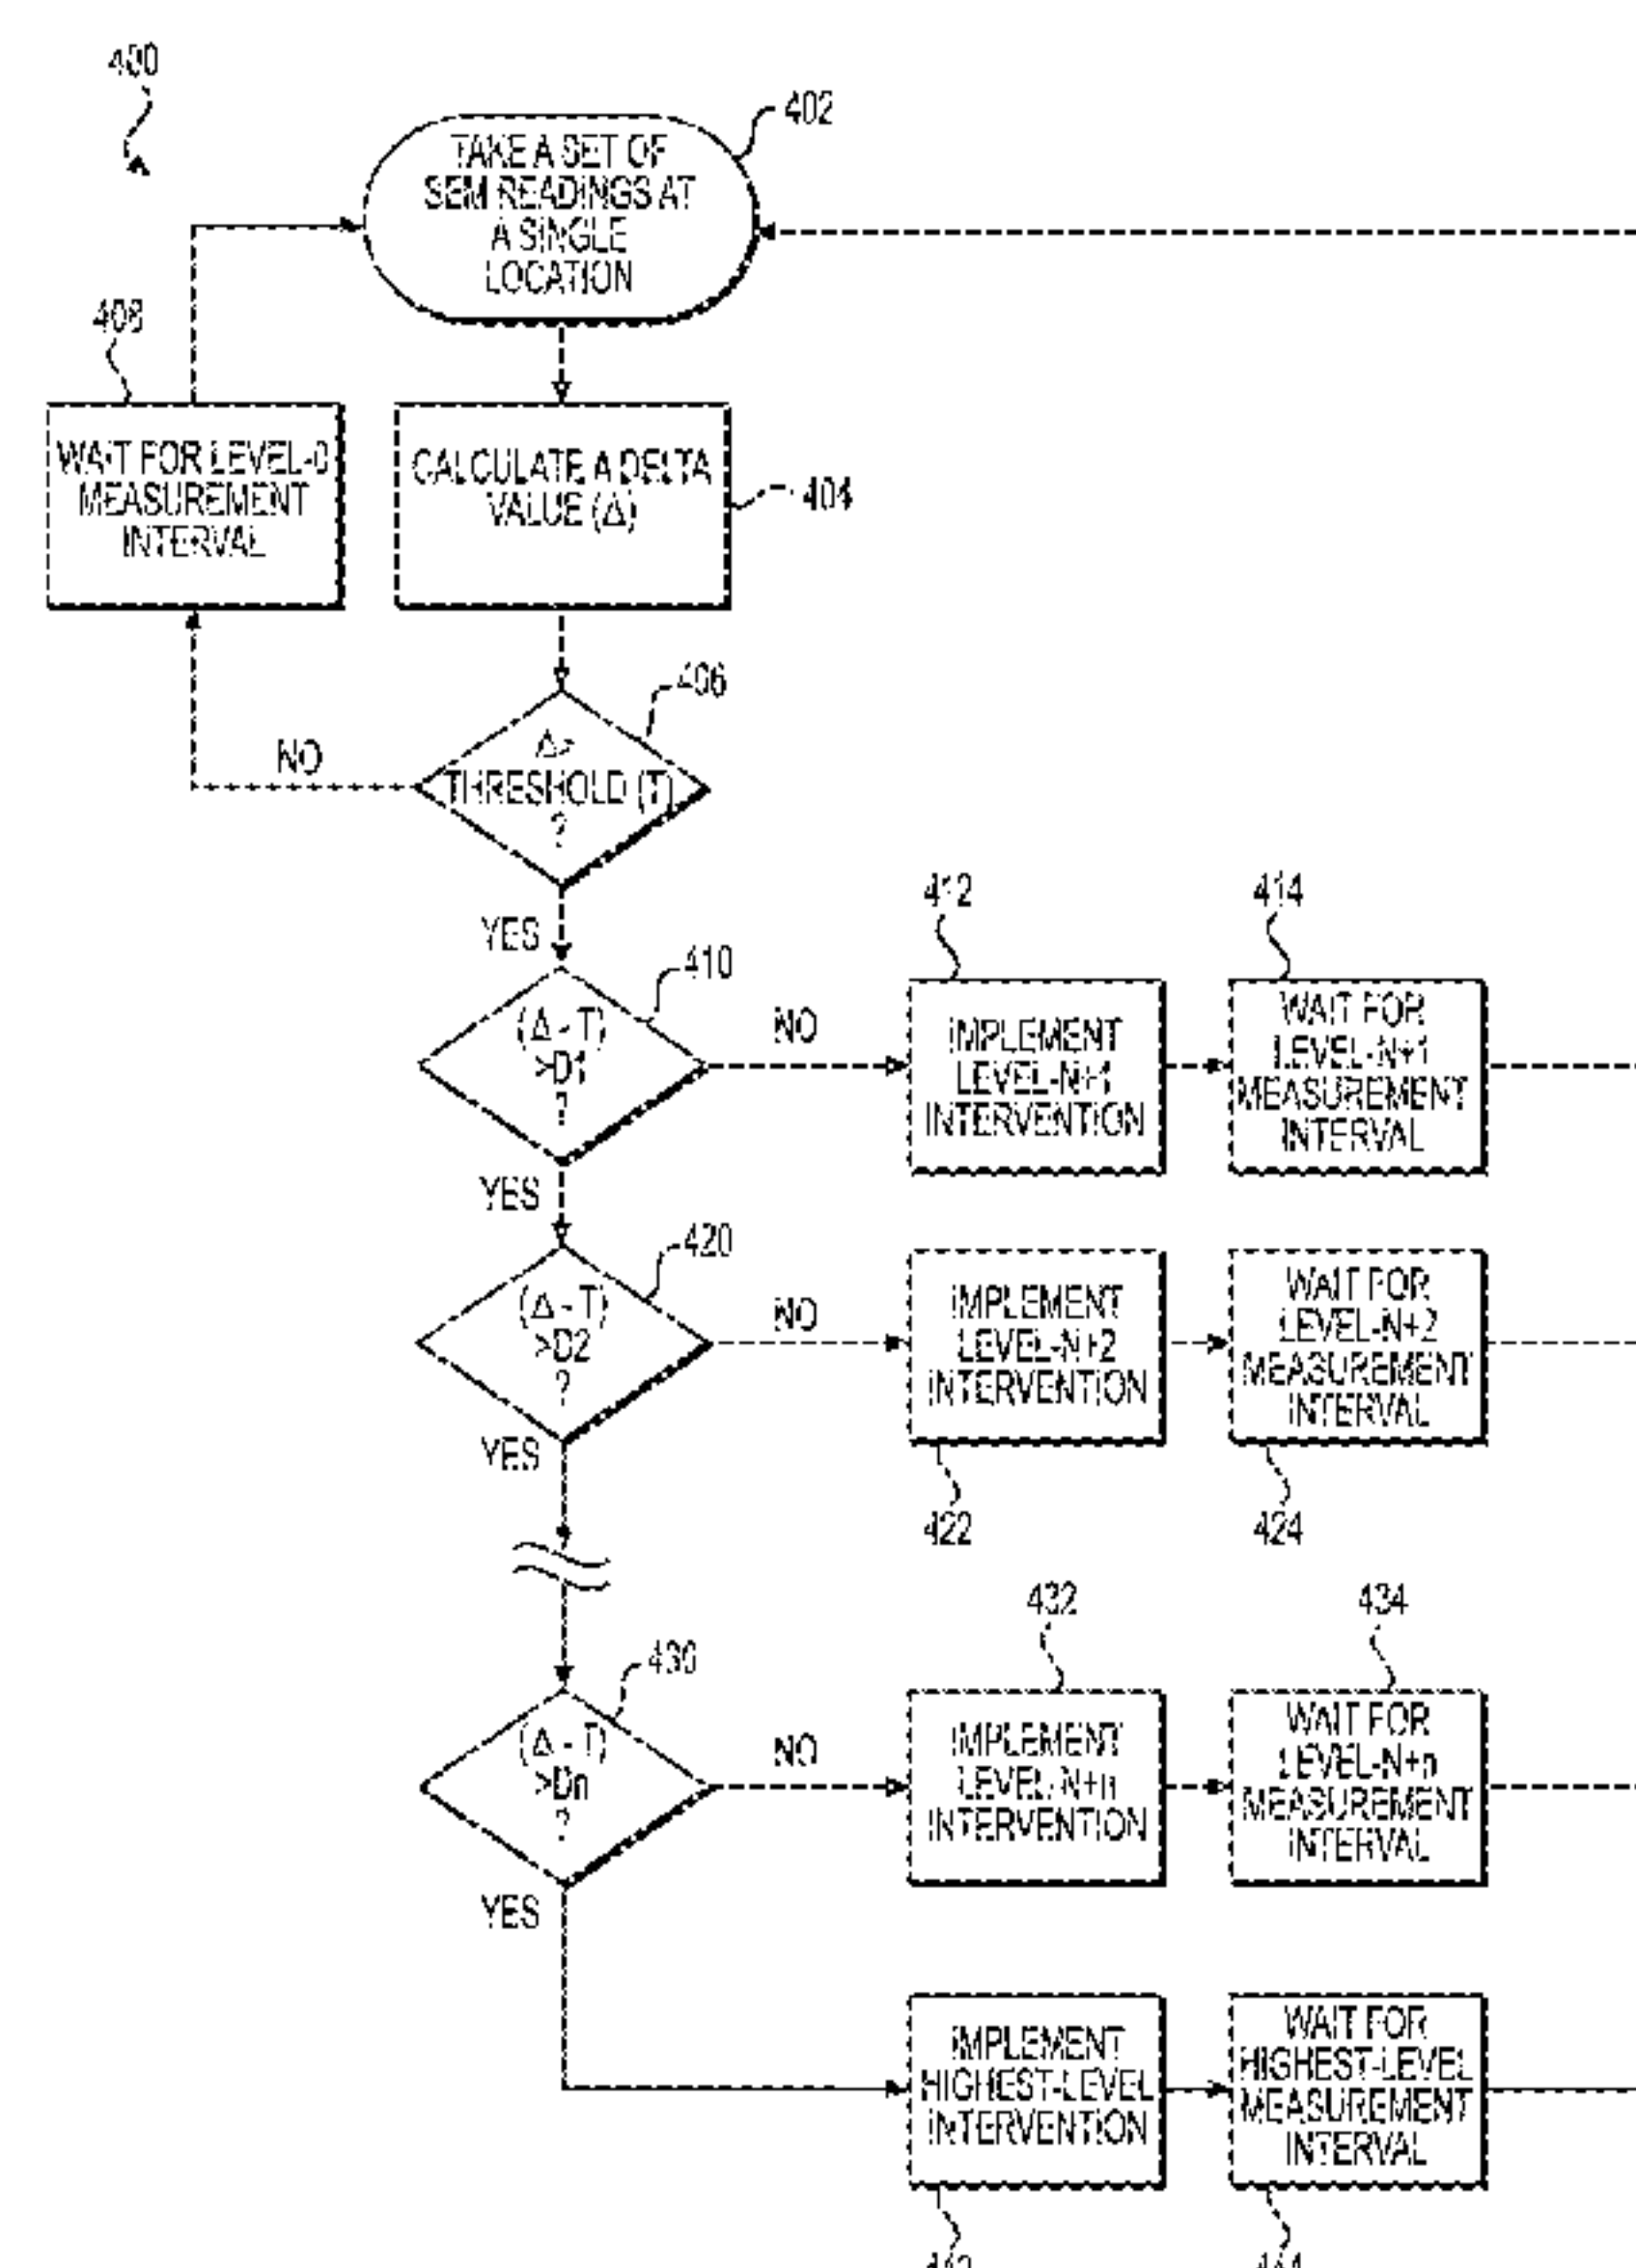 400
402
TAKE A SET OF
SEM READINGS AT
A SINGLE
LOCATION
408
WAIT FOR LEVEL-0
MEASUREMENT
INTERVAL
CALCULATE A DELTA
VALUE (Δ)
404
406
Δ>
THRESHOLD (T)
?
NO
YES
410
(Δ - T)
>D1
?
NO
412
IMPLEMENT
LEVEL-N+1
INTERVENTION
414
WAIT FOR
LEVEL-N+1
MEASUREMENT
INTERVAL
YES
420
(Δ - T)
>D2
?
NO
IMPLEMENT
LEVEL-N+2
INTERVENTION
422
WAIT FOR
LEVEL-N+2
MEASUREMENT
INTERVAL
424
YES
430
(Δ - T)
>Dn
?
NO
432
IMPLEMENT
LEVEL-N+n
INTERVENTION
434
WAIT FOR
LEVEL-N+n
MEASUREMENT
INTERVAL
YES
IMPLEMENT
HIGHEST-LEVEL
INTERVENTION
WAIT FOR
HIGHEST-LEVEL
MEASUREMENT
INTERVAL